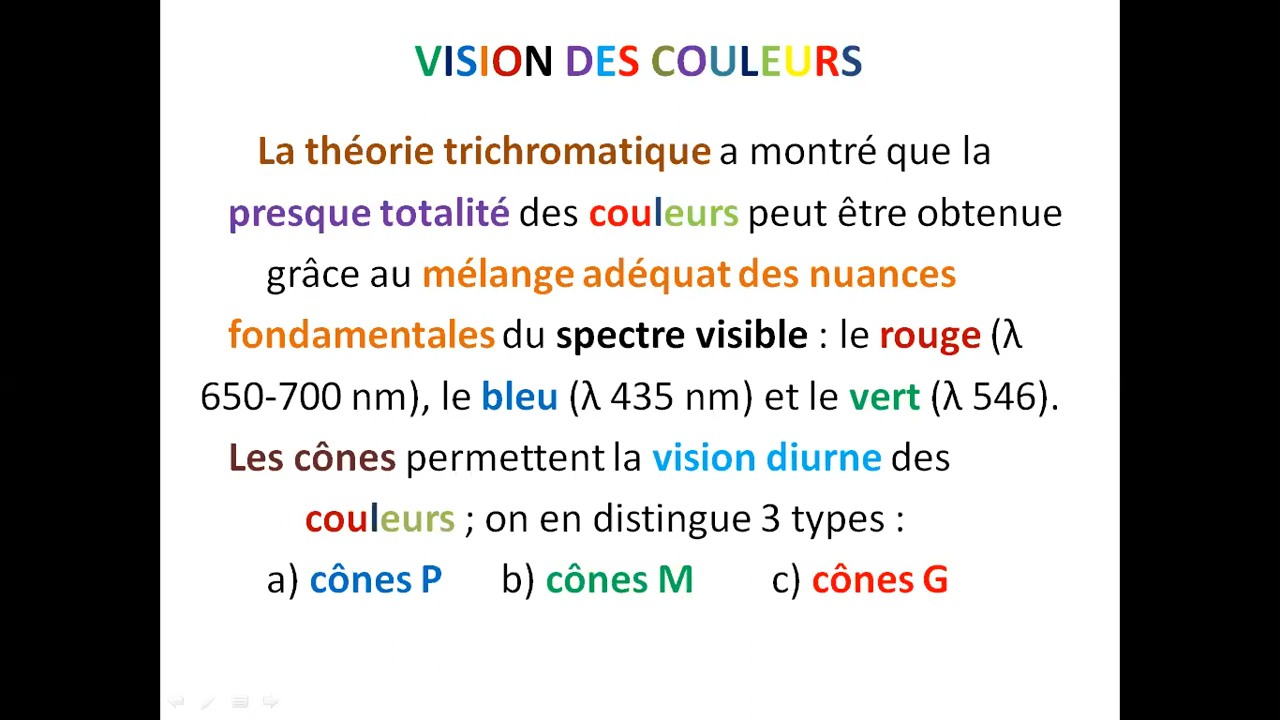 VISION DES COULEURS
La théorie trichromatique a montré que la
presque totalité des couleurs peut être obtenue
grâce au mélange adéquat des nuances
fondamentales du spectre visible : le rouge (λ
650-700 nm), le bleu (λ 435 nm) et le vert (λ 546).
Les cônes permettent la vision diurne des
couleurs ; on en distingue 3 types :
a) cônes P b) cônes M c) cônes G